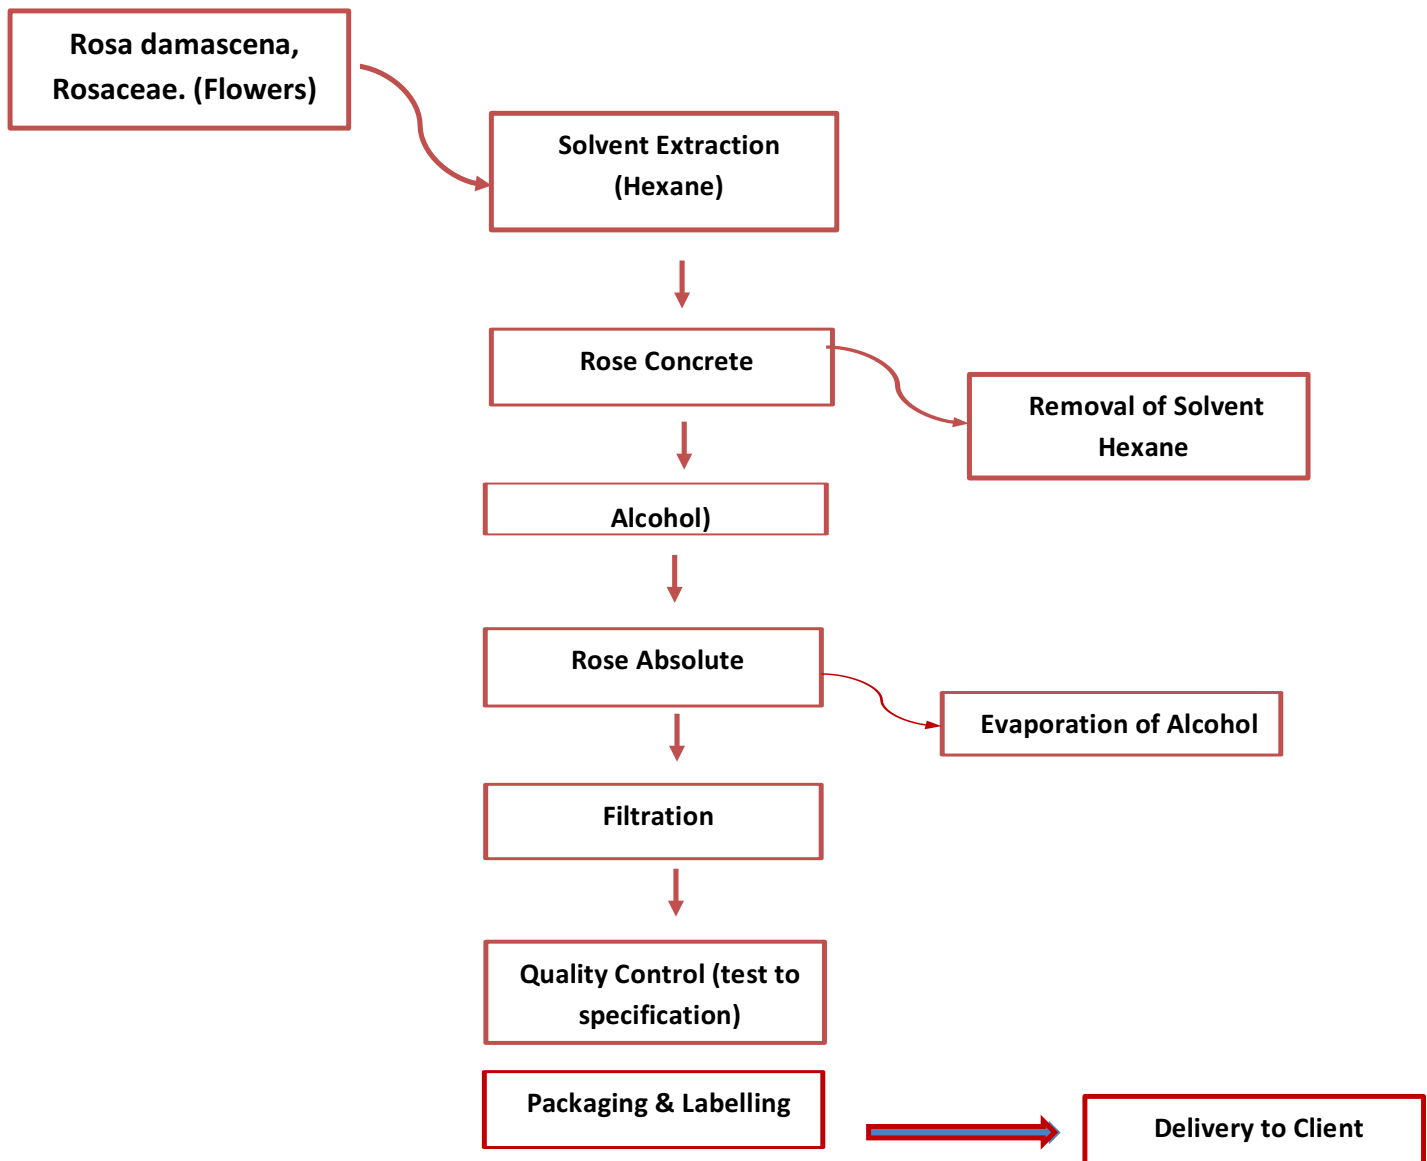 Rosa damascena,
Rosaceae. (Flowers)
Solvent Extraction
(Hexane)
Rose Concrete
Removal of Solvent
Hexane
Alcohol)
Rose Absolute
Evaporation of Alcohol
Filtration
Quality Control (test to
specification)
Packaging & Labelling
Delivery to Client